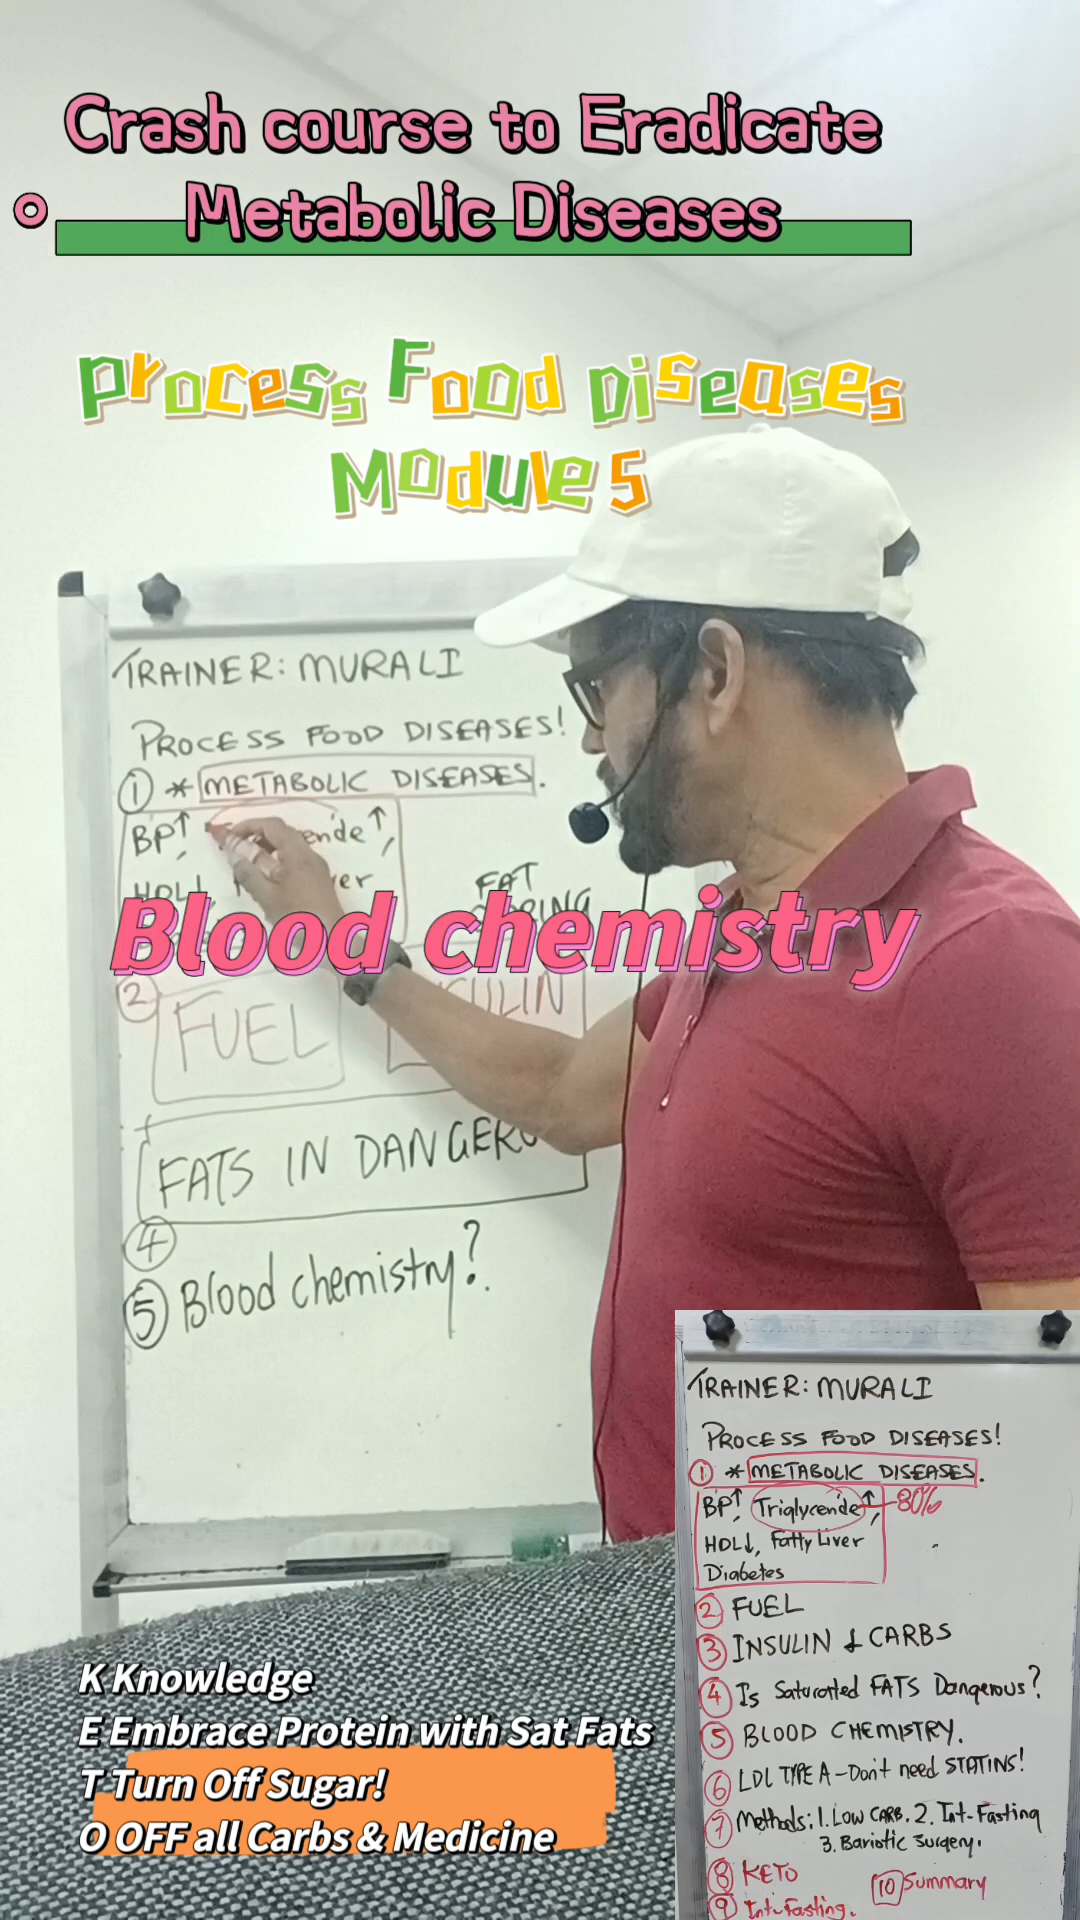 Crash course to Eradicate
Metabolic Diseases
Process Food Diseases
Module 5
TRAINER: MURALI
PROCESS FOOD DISEASES!
① * METABOLIC DISEASES.
BP↑
HDL↓
FAT
Blood chemistry
②
FUEL
FATS IN
④
⑤ Blood chemistry?
K Knowledge
E Embrace Protein with Sat Fats
T Turn Off Sugar!
O OFF all Carbs & Medicine
TRAINER: MURALI
PROCESS FOOD DISEASES!
① * METABOLIC DISEASES.
BP↑, Triglyceride↑, 80%
HDL↓, Fatty Liver
Diabetes
② FUEL
③ INSULIN & CARBS
④ Is Saturated FATS Dangerous?
⑤ BLOOD CHEMISTRY.
⑥ LDL TYPE A - Don't need STATINS!
⑦ Methods: 1. LOW CARB. 2. Int-Fasting
3. Bariatic Surgery.
⑧ KETO
⑩ Summary
⑨ Int-Fasting.